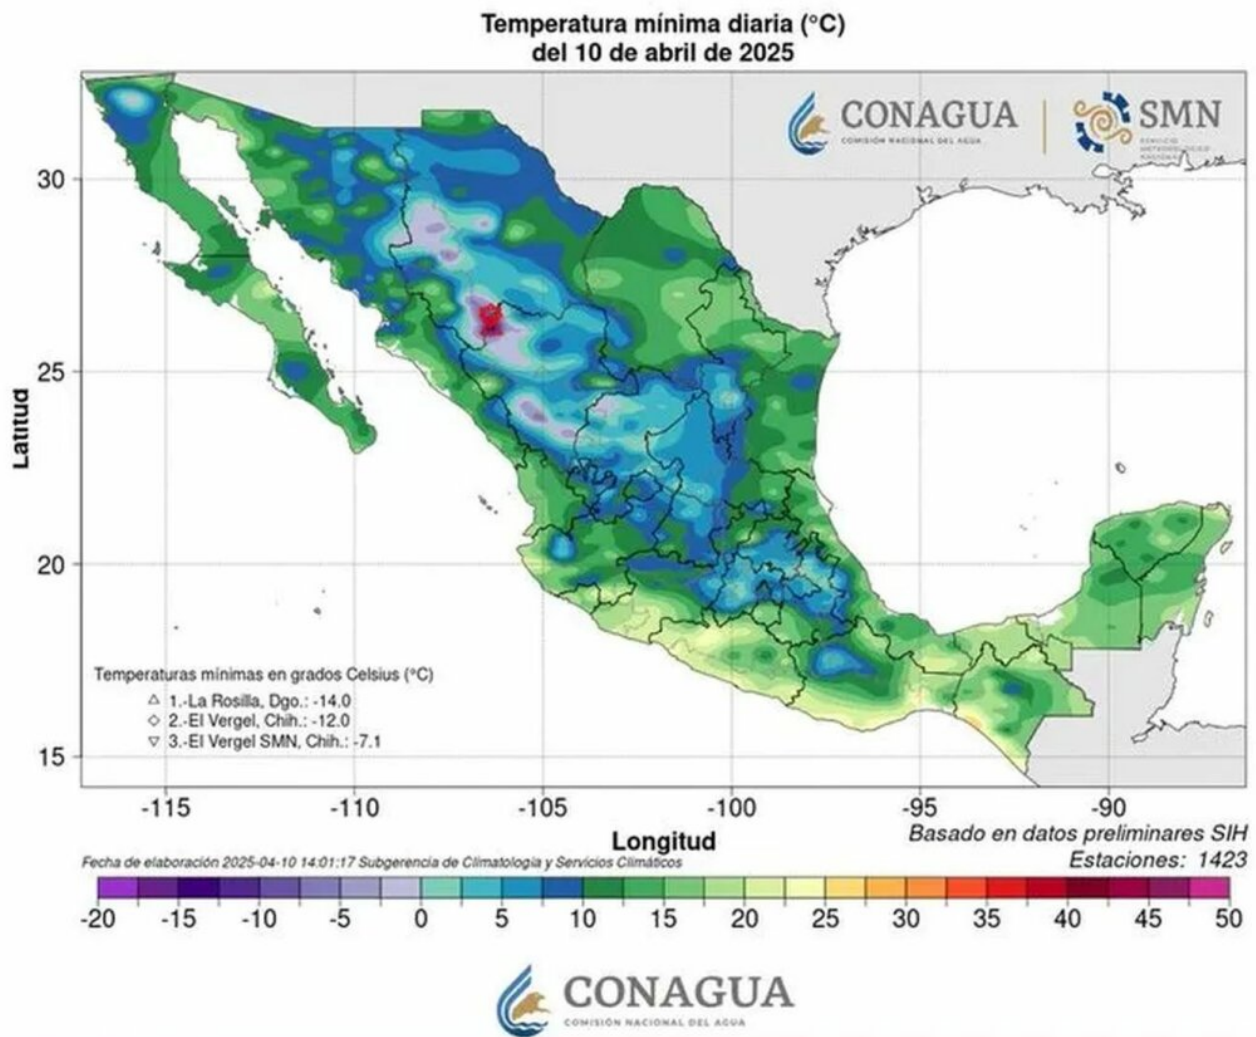 Temperatura mínima diaria (°C)
del 10 de abril de 2025
CONAGUA
COMISIÓN NACIONAL DEL AGUA
SMN
SERVICIO
METEOROLÓGICO
NACIONAL
30
25
20
15
Latitud
Temperaturas mínimas en grados Celsius (°C)
1.-La Rosilla, Dgo.: -14.0
2.-El Vergel, Chih.: -12.0
3.-El Vergel SMN, Chih.: -7.1
-115 -110 -105 -100 -95 -90
Longitud
Basado en datos preliminares SIH
Estaciones: 1423
Fecha de elaboración 2025-04-10 14:01:17 Subgerencia de Climatología y Servicios Climáticos
-20 -15 -10 -5 0 5 10 15 20 25 30 35 40 45 50
CONAGUA
COMISIÓN NACIONAL DEL AGUA